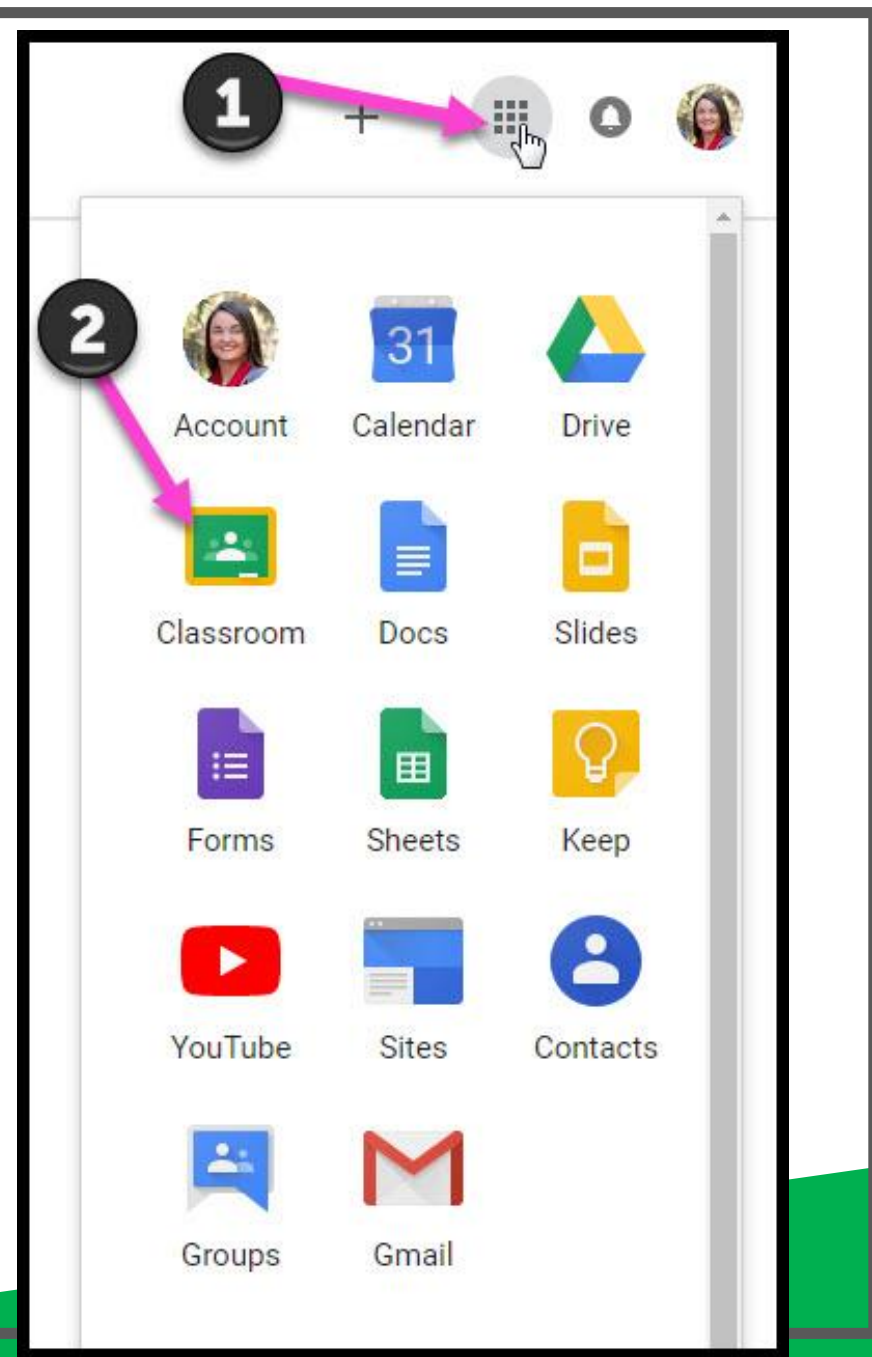 1
2
31
Account Calendar Drive
Classroom Docs Slides
Forms Sheets Keep
YouTube Sites Contacts
Groups Gmail